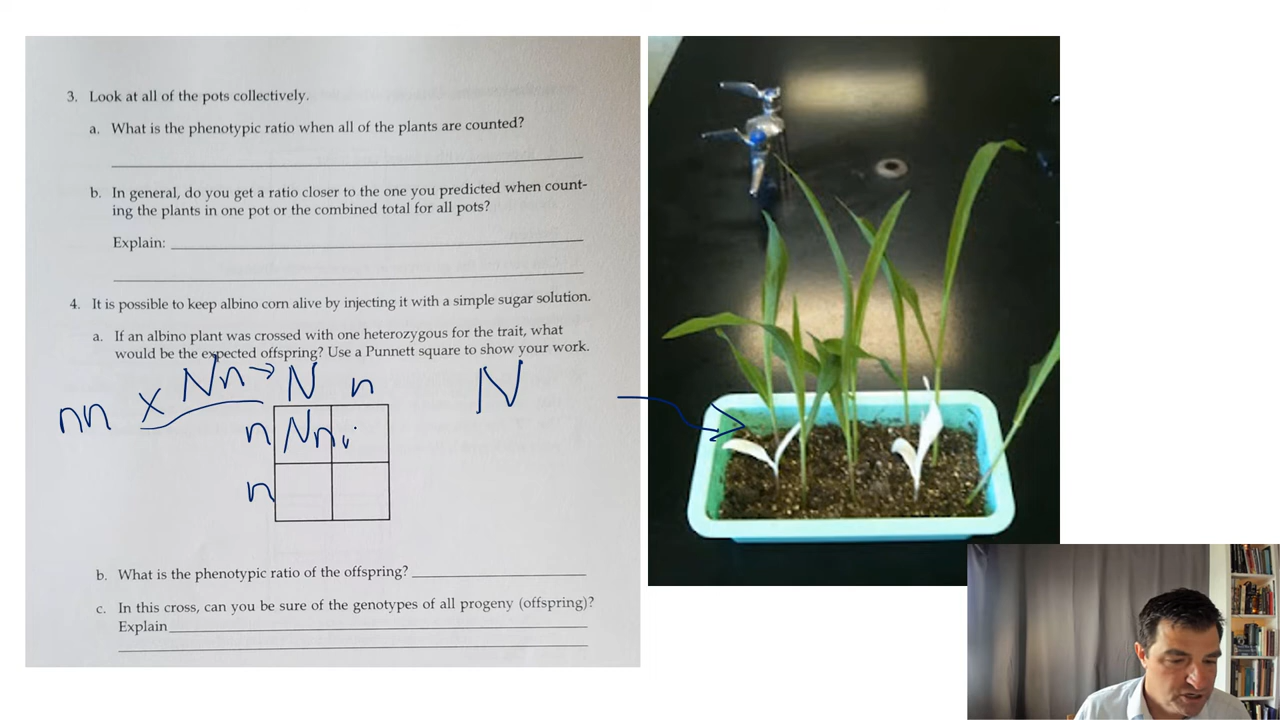 3. Look at all of the pots collectively.
a. What is the phenotypic ratio when all of the plants are counted?
b. In general, do you get a ratio closer to the one you predicted when count-
ing the plants in one pot or the combined total for all pots?
Explain:
4. It is possible to keep albino corn alive by injecting it with a simple sugar solution.
a. If an albino plant was crossed with one heterozygous for the trait, what
would be the expected offspring? Use a Punnett square to show your work.
nn x Nn → N n
N
n Nn
n
b. What is the phenotypic ratio of the offspring?
c. In this cross, can you be sure of the genotypes of all progeny (offspring)?
Explain